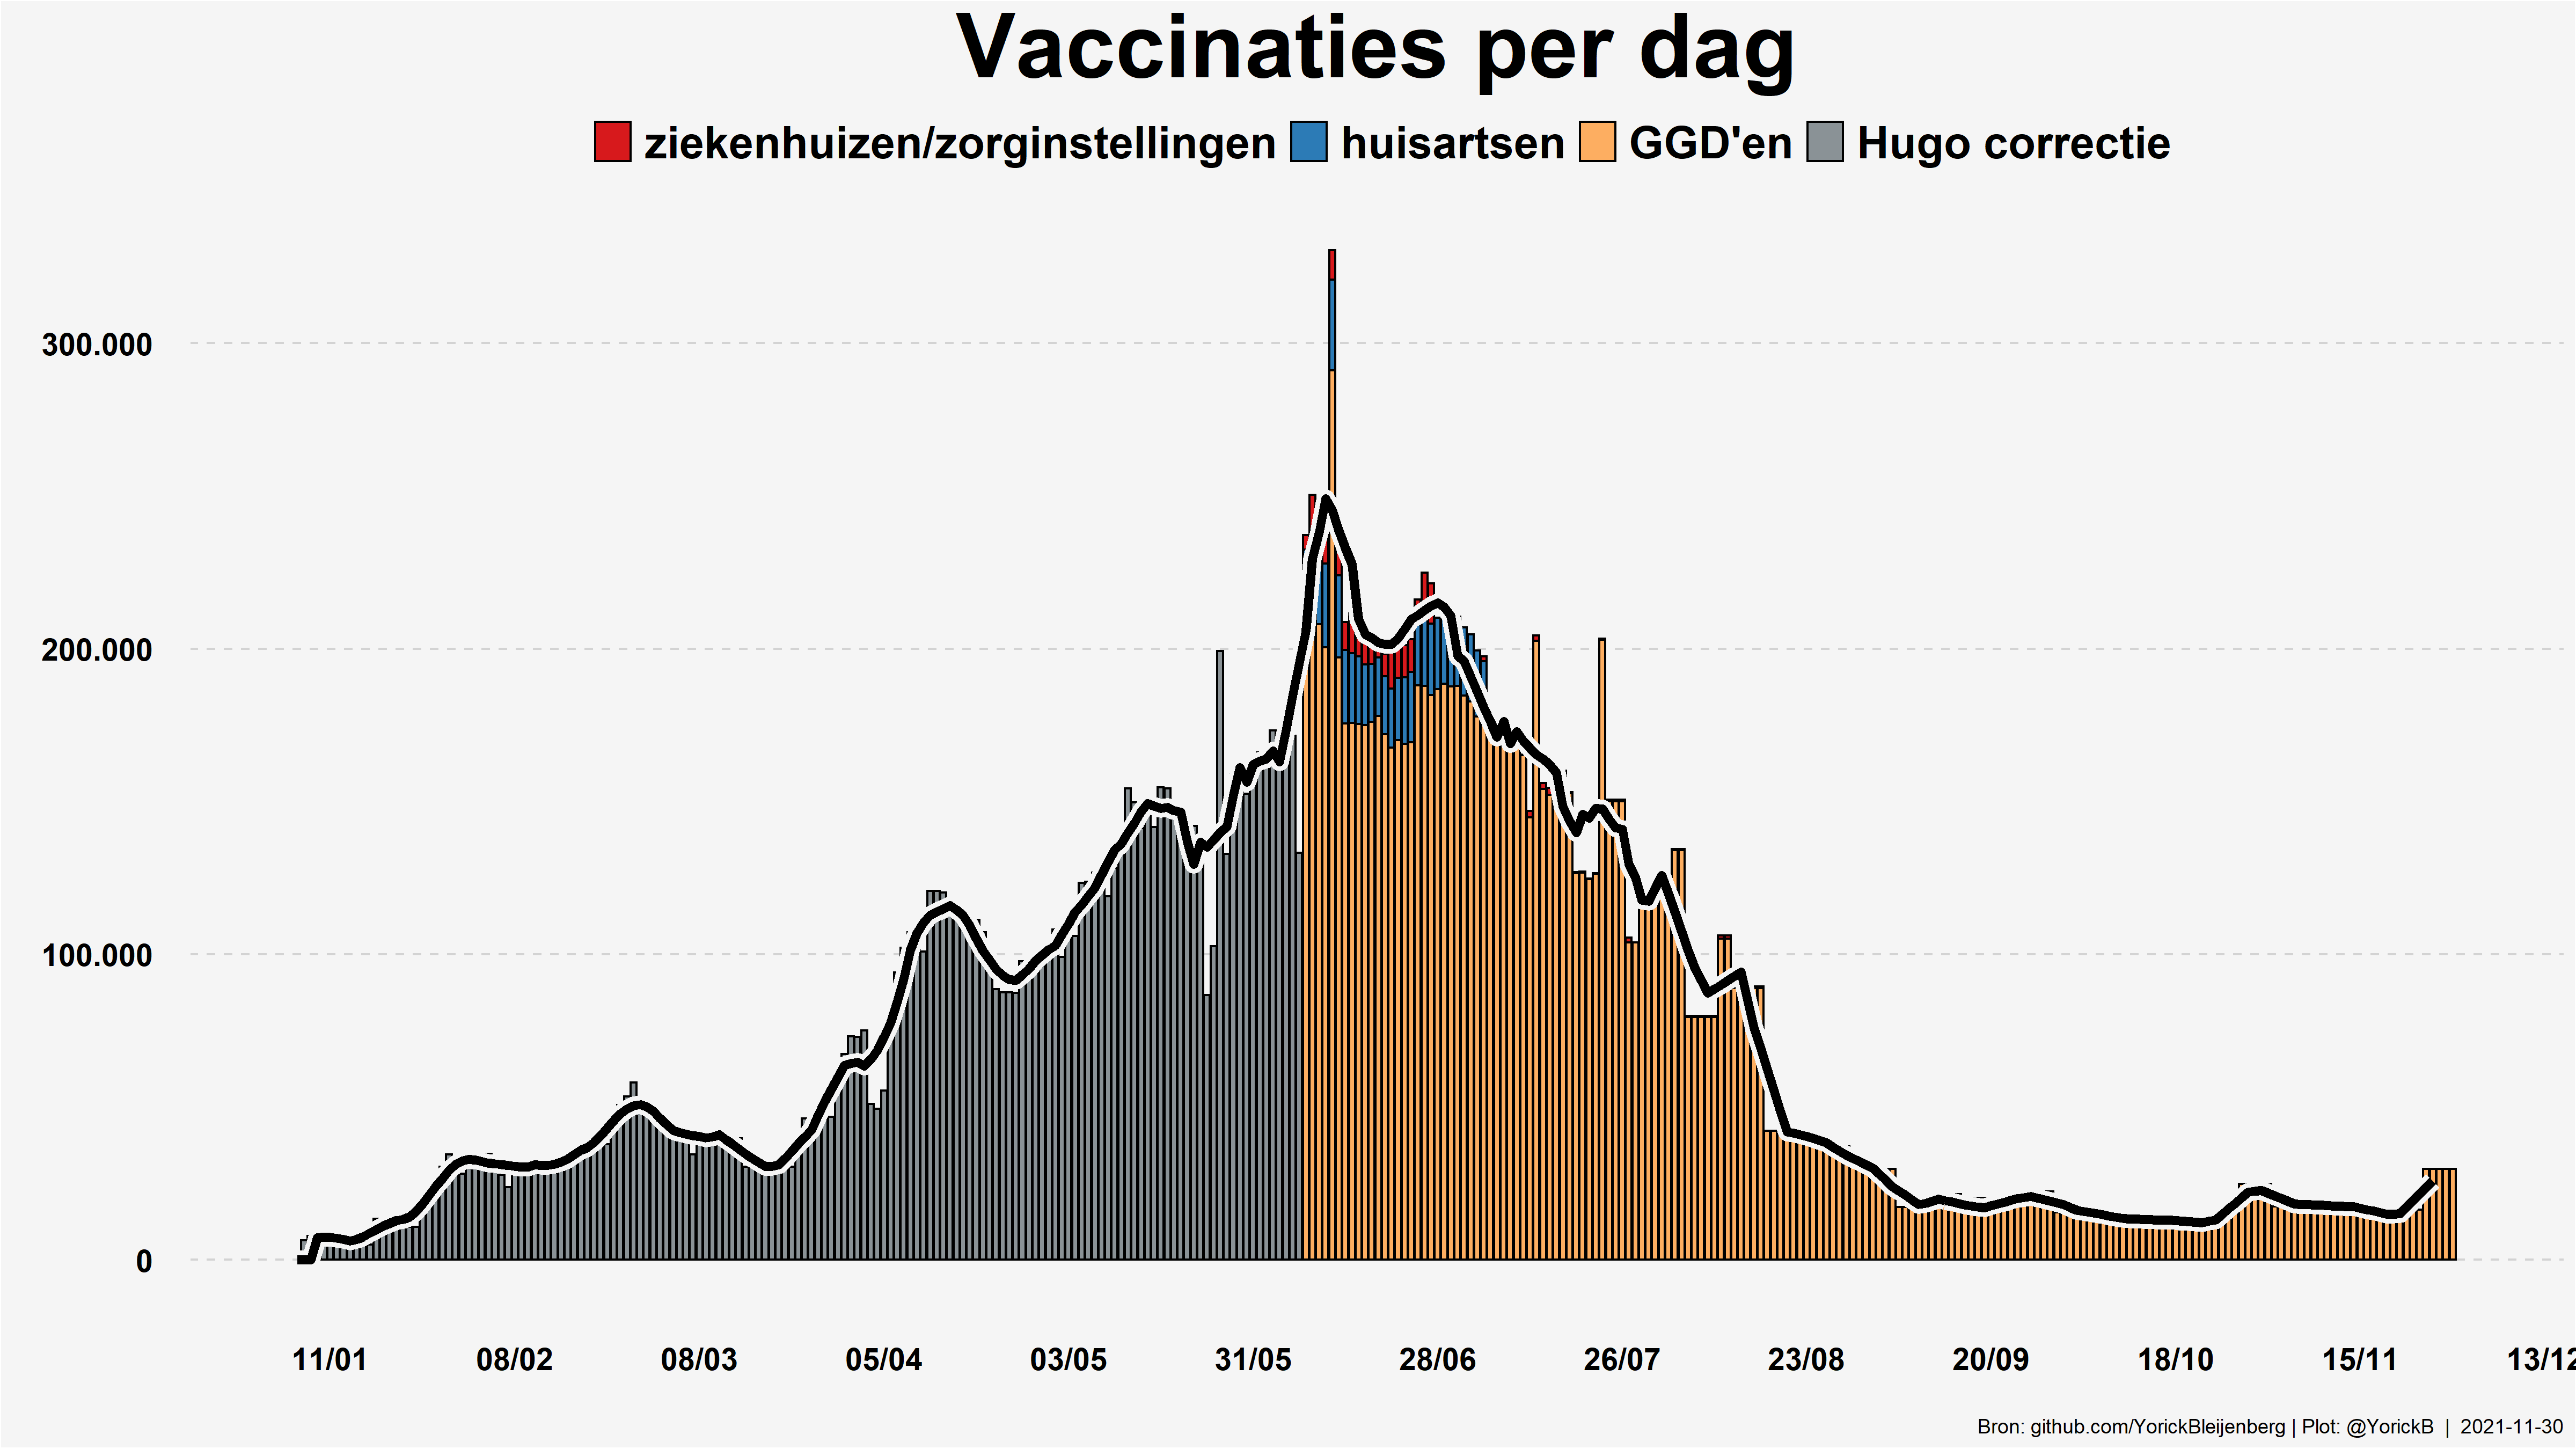 Vaccinaties per dag
ziekenhuizen/zorginstellingen huisartsen GGD'en Hugo correctie
300.000
200.000
100.000
0
11/01 08/02 08/03 05/04 03/05 31/05 28/06 26/07 23/08 20/09 18/10 15/11 13/12
Bron: github.com/YorickBleijenberg | Plot: @YorickB | 2021-11-30